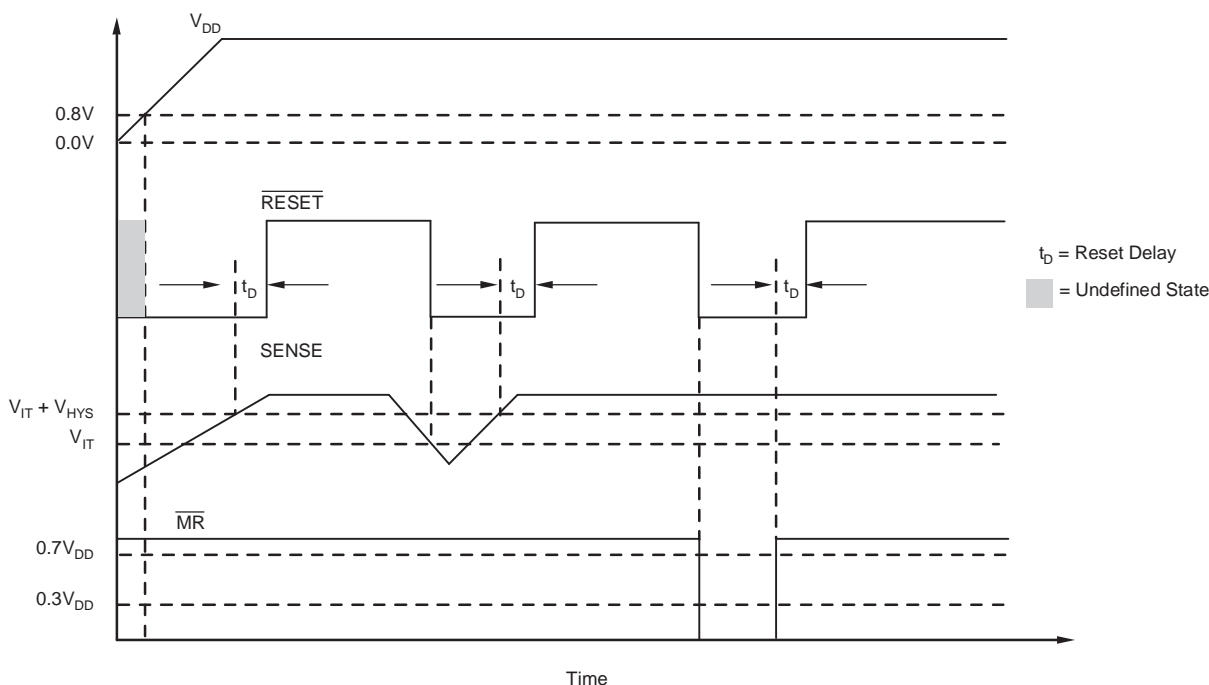 VDD
0.8V
0.0V
RESET
tD
tD
tD
tD = Reset Delay
= Undefined State
SENSE
VIT + VHYS
VIT
MR
0.7VDD
0.3VDD
Time